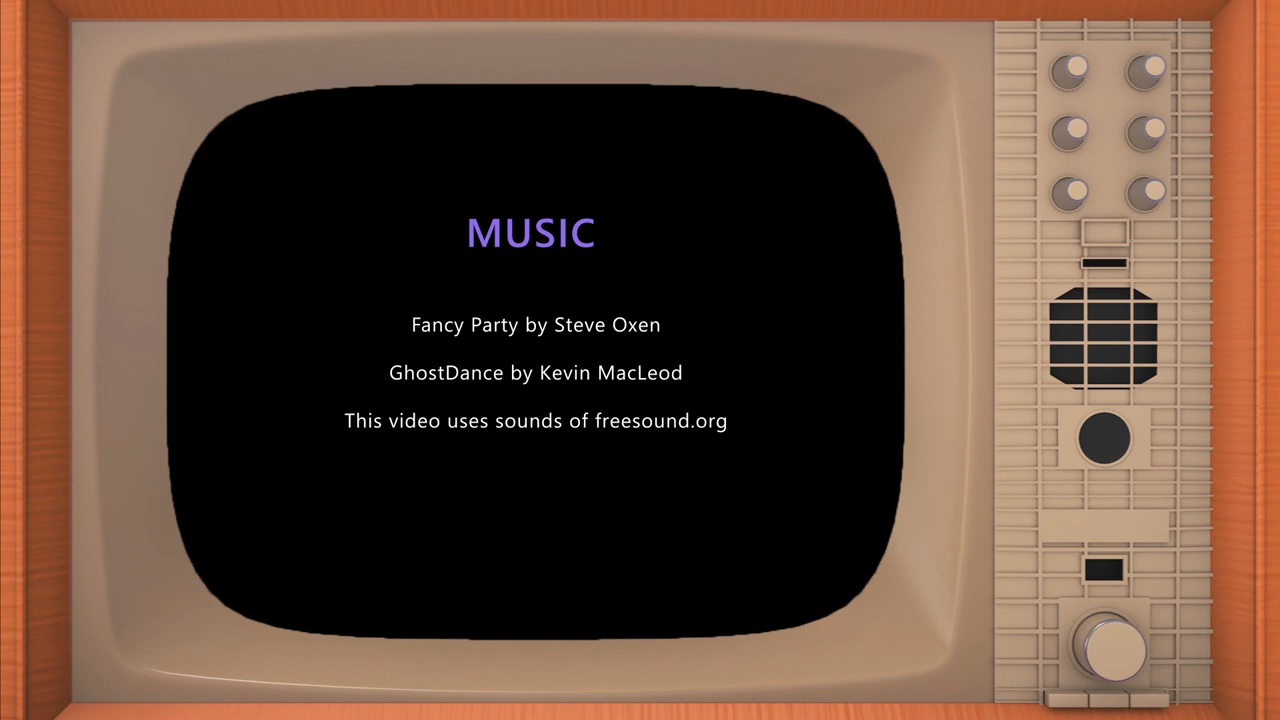 MUSIC
Fancy Party by Steve Oxen
GhostDance by Kevin MacLeod
This video uses sounds of freesound.org